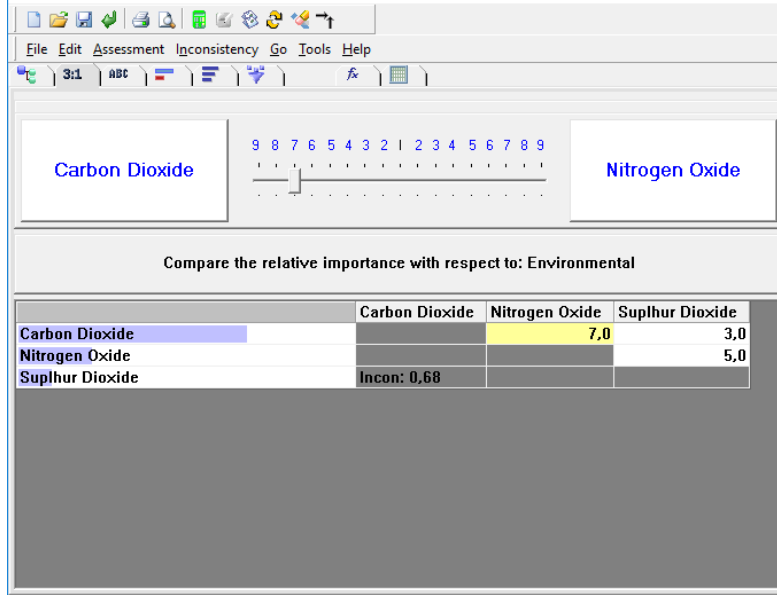 File Edit Assessment Inconsistency Go Tools Help
3:1 ABC fx
Carbon Dioxide
9 8 7 6 5 4 3 2 1 2 3 4 5 6 7 8 9
Nitrogen Oxide
Compare the relative importance with respect to: Environmental
Carbon Dioxide Nitrogen Oxide Suplhur Dioxide
Carbon Dioxide 7,0 3,0
Nitrogen Oxide 5,0
Suplhur Dioxide Incon: 0,68